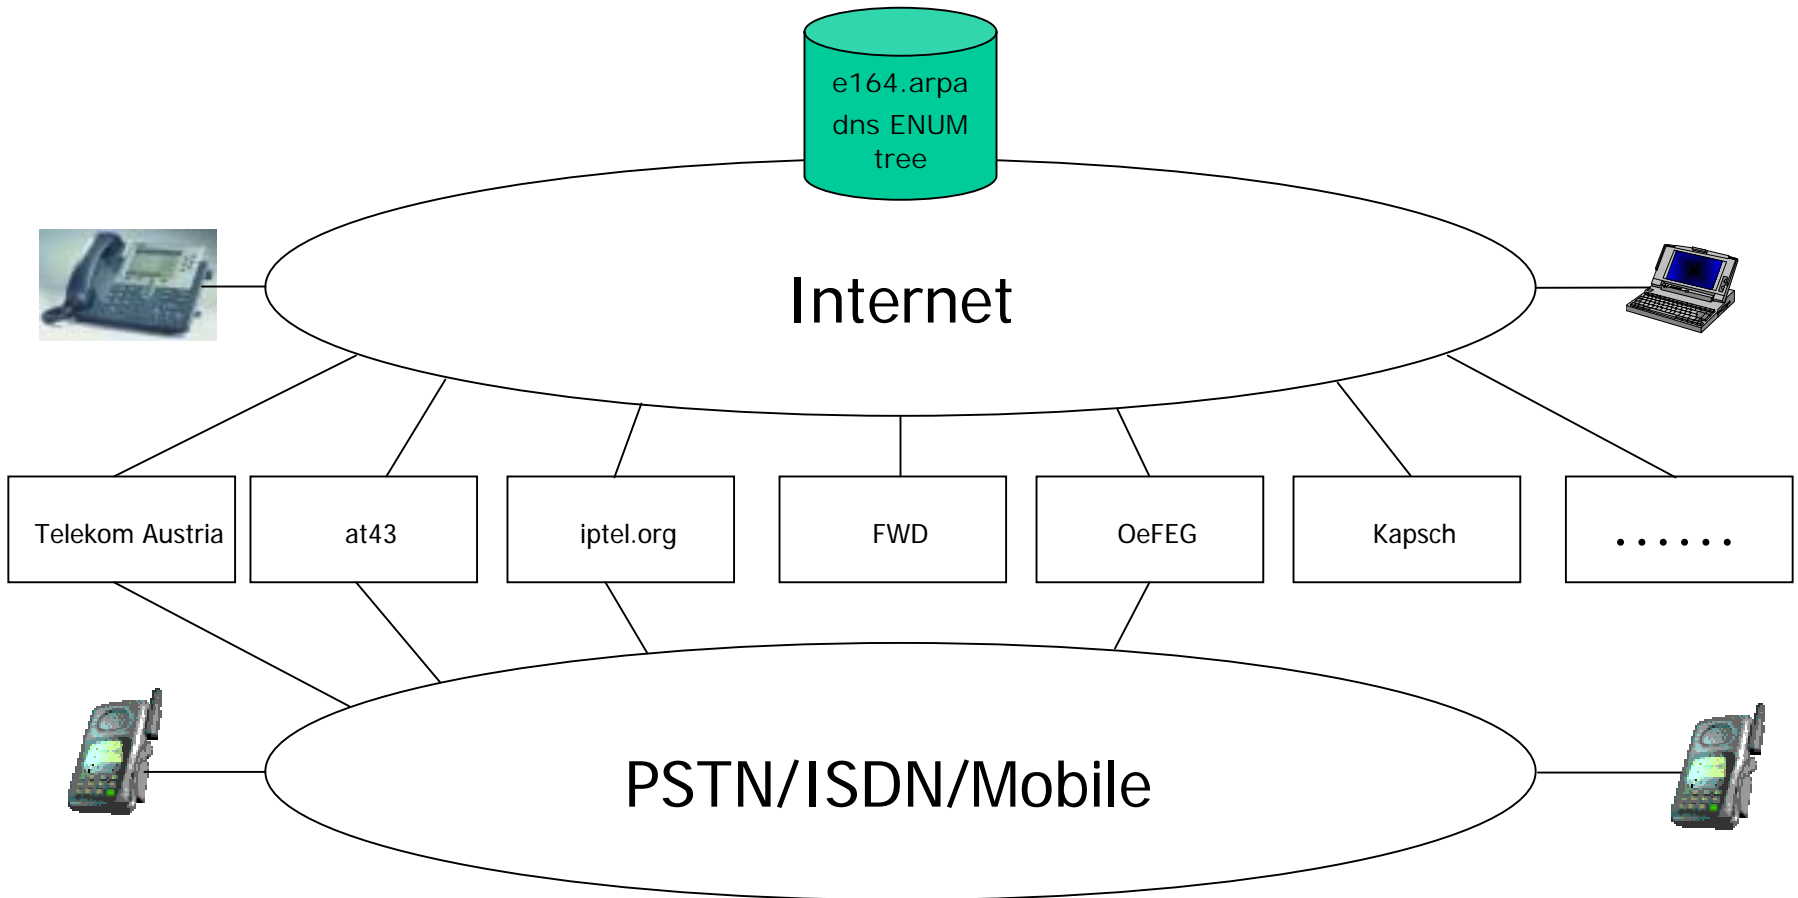 e164.arpa
dns ENUM
tree
Internet
Telekom Austria
at43
iptel.org
FWD
OeFEG
Kapsch
......
PSTN/ISDN/Mobile